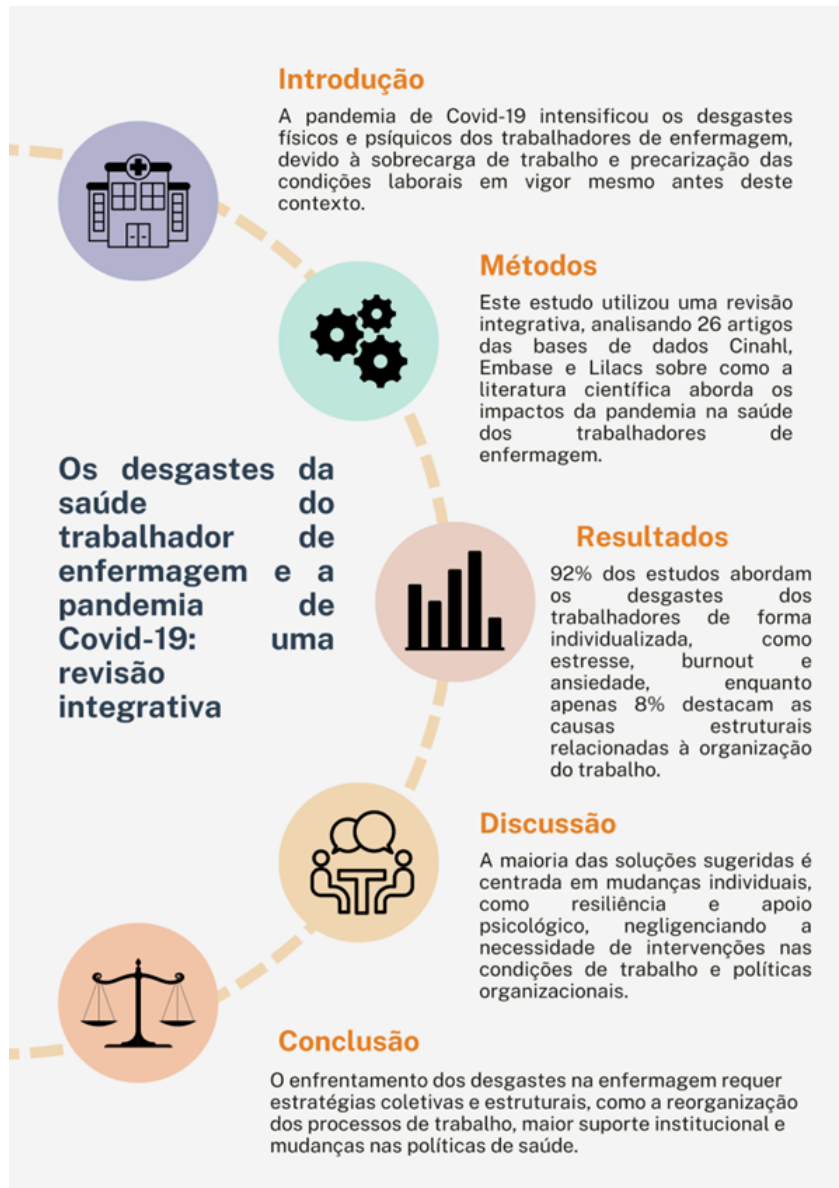 Introdução
A pandemia de Covid-19 intensificou os desgastes
físicos e psíquicos dos trabalhadores de enfermagem,
devido à sobrecarga de trabalho e precarização das
condições laborais em vigor mesmo antes deste
contexto.
Métodos
Este estudo utilizou uma revisão
integrativa, analisando 26 artigos
das bases de dados Cinahl,
Embase e Lilacs sobre como a
literatura científica aborda os
impactos da pandemia na saúde
dos trabalhadores de
enfermagem.
Os desgastes da
saúde do
trabalhador de
enfermagem e a
pandemia de
Covid-19: uma
revisão
integrativa
Resultados
92% dos estudos abordam
os desgastes dos
trabalhadores de forma
individualizada, como
estresse, burnout e
ansiedade, enquanto
apenas 8% destacam as
causas estruturais
relacionadas à organização
do trabalho.
Discussão
A maioria das soluções sugeridas é
centrada em mudanças individuais,
como resiliência e apoio
psicológico, negligenciando a
necessidade de intervenções nas
condições de trabalho e políticas
organizacionais.
Conclusão
O enfrentamento dos desgastes na enfermagem requer
estratégias coletivas e estruturais, como a reorganização
dos processos de trabalho, maior suporte institucional e
mudanças nas políticas de saúde.